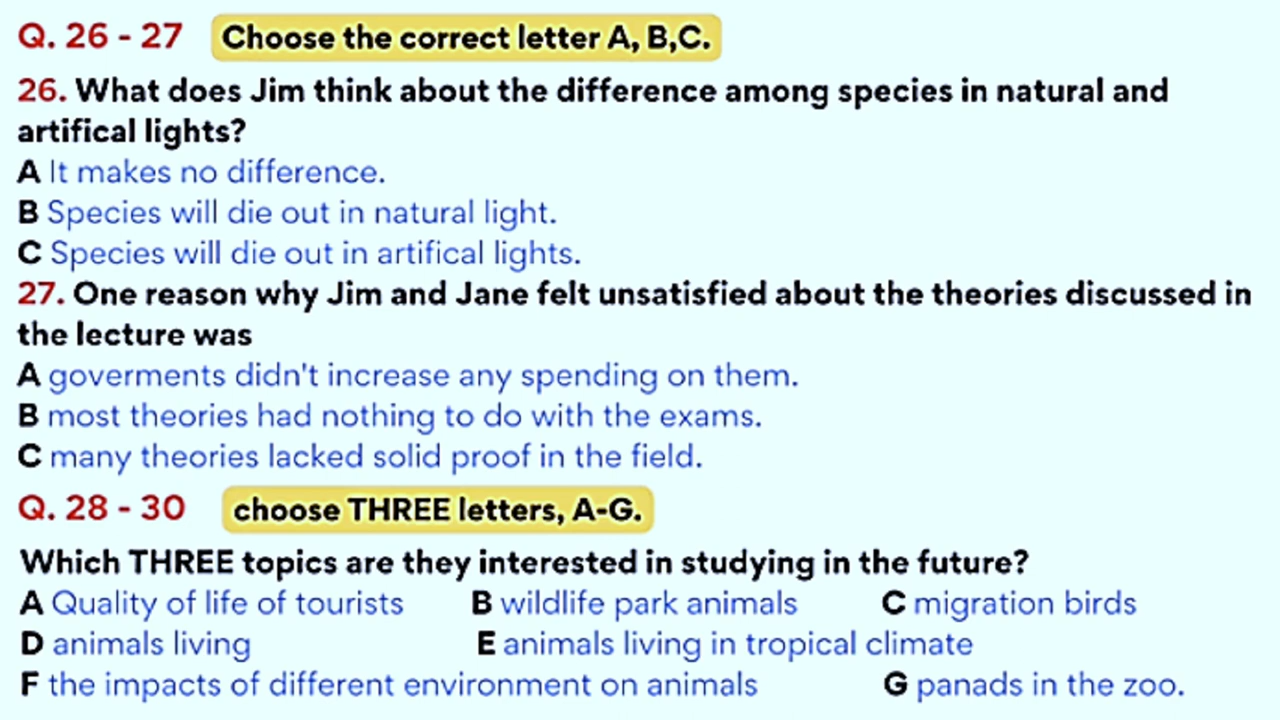 Q. 26 - 27 Choose the correct letter A, B,C.
26. What does Jim think about the difference among species in natural and
artifical lights?
A It makes no difference.
B Species will die out in natural light.
C Species will die out in artifical lights.
27. One reason why Jim and Jane felt unsatisfied about the theories discussed in
the lecture was
A goverments didn't increase any spending on them.
B most theories had nothing to do with the exams.
C many theories lacked solid proof in the field.
Q. 28 - 30 choose THREE letters, A-G.
Which THREE topics are they interested in studying in the future?
A Quality of life of tourists B wildlife park animals C migration birds
D animals living E animals living in tropical climate
F the impacts of different environment on animals G panads in the zoo.